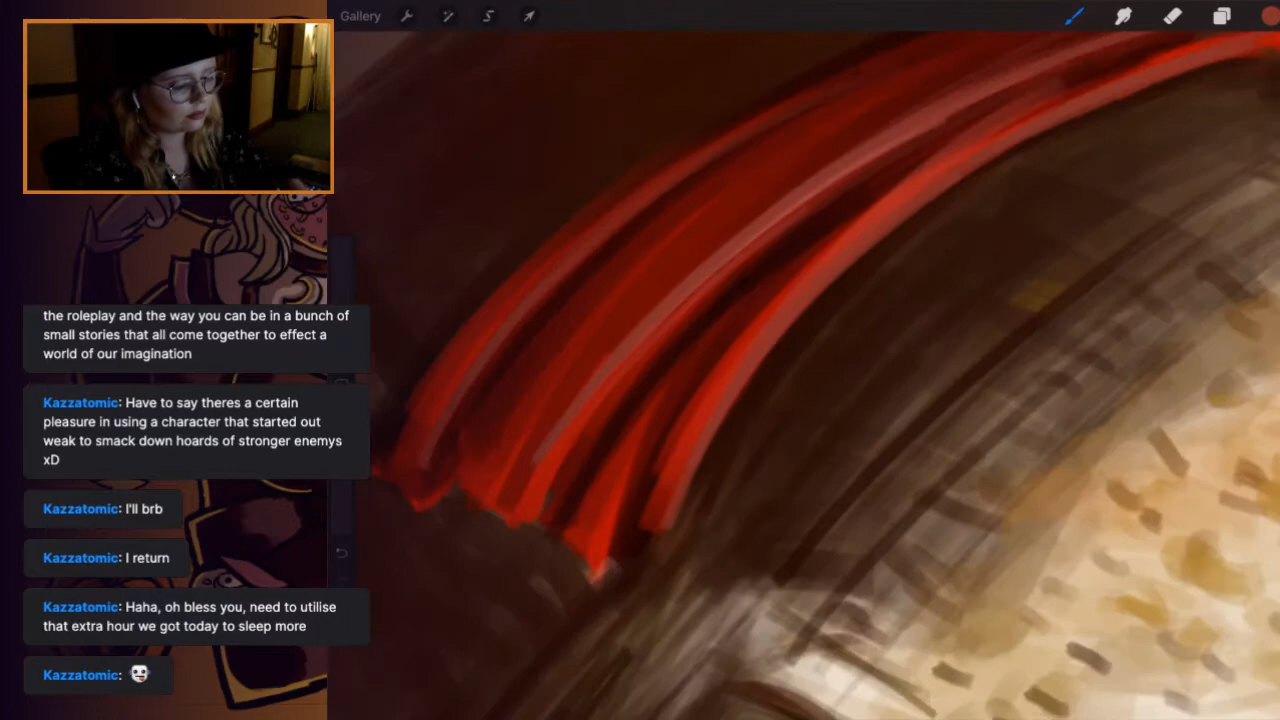 Gallery
the roleplay and the way you can be in a bunch of
small stories that all come together to effect a
world of our imagination
Kazzatomic: Have to say theres a certain
pleasure in using a character that started out
weak to smack down hoards of stronger enemys
xD
Kazzatomic: I'll brb
Kazzatomic: I return
Kazzatomic: Haha, oh bless you, need to utilise
that extra hour we got today to sleep more
Kazzatomic: